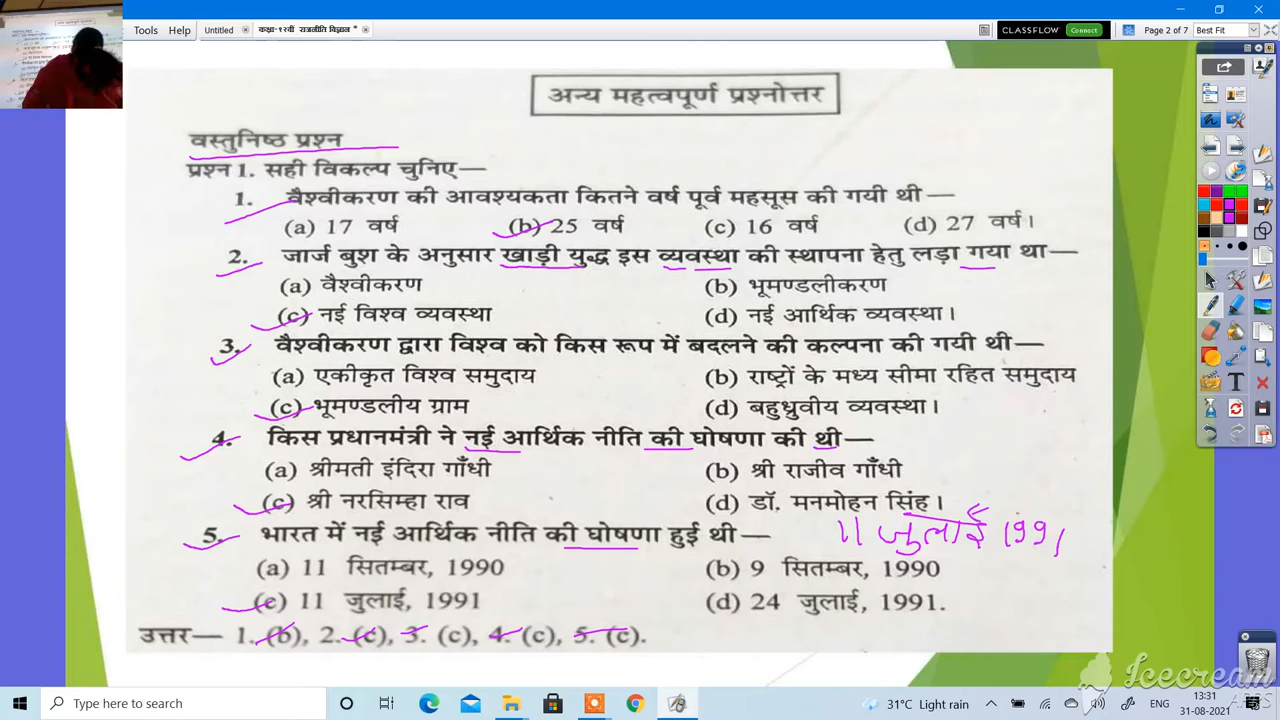 Tools Help Untitled कक्षा-१२वीं राजनीति विज्ञान * CLASSFLOW Connect Page 2 of 7 Best Fit
अन्य महत्वपूर्ण प्रश्नोत्तर
वस्तुनिष्ठ प्रश्न
प्रश्न 1. सही विकल्प चुनिए—
1. वैश्वीकरण की आवश्यकता कितने वर्ष पूर्व महसूस की गयी थी—
(a) 17 वर्ष (b) 25 वर्ष (c) 16 वर्ष (d) 27 वर्ष।
2. जार्ज बुश के अनुसार खाड़ी युद्ध इस व्यवस्था की स्थापना हेतु लड़ा गया था—
(a) वैश्वीकरण (b) भूमण्डलीकरण
(c) नई विश्व व्यवस्था (d) नई आर्थिक व्यवस्था।
3. वैश्वीकरण द्वारा विश्व को किस रूप में बदलने की कल्पना की गयी थी—
(a) एकीकृत विश्व समुदाय (b) राष्ट्रों के मध्य सीमा रहित समुदाय
(c) भूमण्डलीय ग्राम (d) बहुध्रुवीय व्यवस्था।
4. किस प्रधानमंत्री ने नई आर्थिक नीति की घोषणा की थी—
(a) श्रीमती इंदिरा गाँधी (b) श्री राजीव गाँधी
(c) श्री नरसिम्हा राव (d) डॉ. मनमोहन सिंह।
5. भारत में नई आर्थिक नीति की घोषणा हुई थी— 11 जुलाई 1991
(a) 11 सितम्बर, 1990 (b) 9 सितम्बर, 1990
(c) 11 जुलाई, 1991 (d) 24 जुलाई, 1991.
उत्तर— 1. (b), 2. (c), 3. (c), 4. (c), 5. (c).
Icecream
APPS
Type here to search 31°C Light rain ENG 13:31
31-08-2021